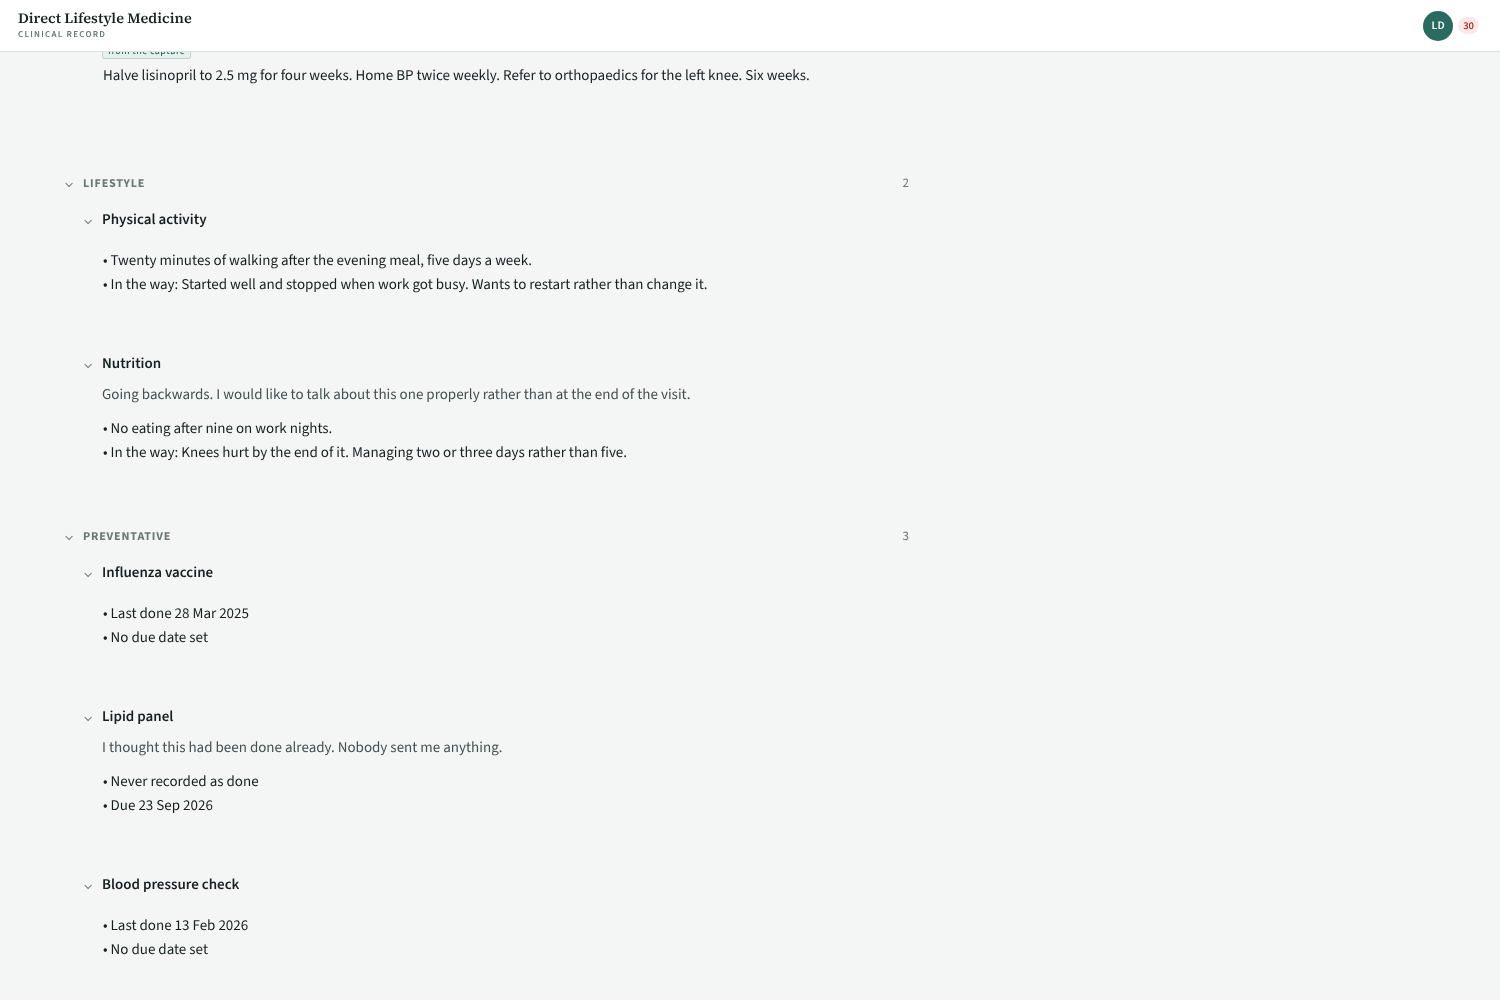 Direct Lifestyle Medicine
CLINICAL RECORD
LD
30
from the capture
Halve lisinopril to 2.5 mg for four weeks. Home BP twice weekly. Refer to orthopaedics for the left knee. Six weeks.
LIFESTYLE
2
Physical activity
• Twenty minutes of walking after the evening meal, five days a week.
• In the way: Started well and stopped when work got busy. Wants to restart rather than change it.
Nutrition
Going backwards. I would like to talk about this one properly rather than at the end of the visit.
• No eating after nine on work nights.
• In the way: Knees hurt by the end of it. Managing two or three days rather than five.
PREVENTATIVE
3
Influenza vaccine
• Last done 28 Mar 2025
• No due date set
Lipid panel
I thought this had been done already. Nobody sent me anything.
• Never recorded as done
• Due 23 Sep 2026
Blood pressure check
• Last done 13 Feb 2026
• No due date set